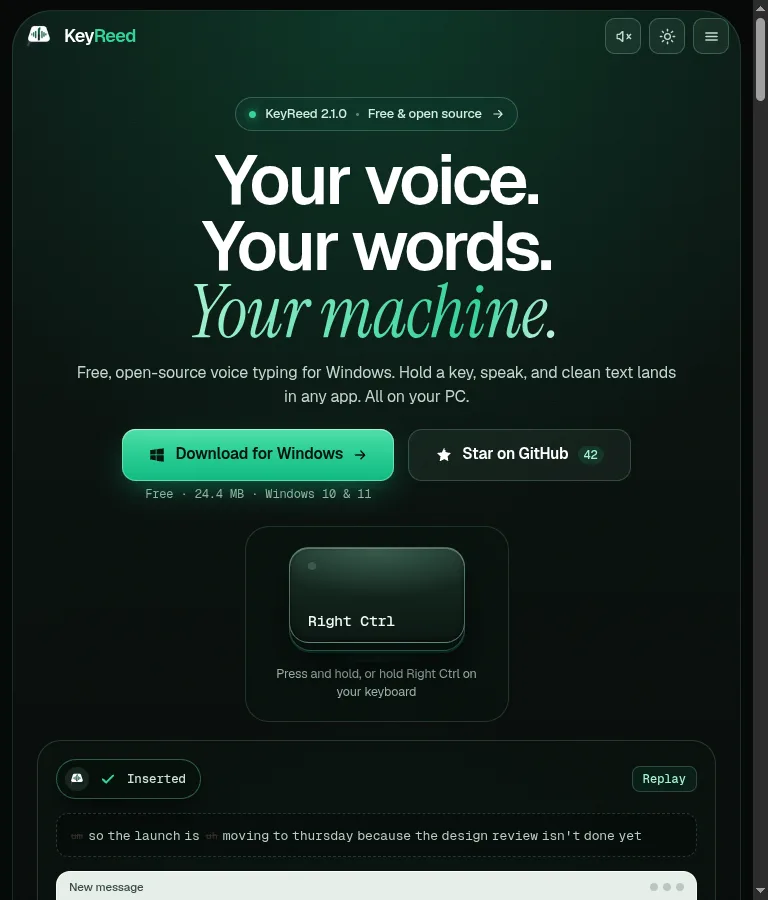 KeyReed
KeyReed 2.1.0 • Free & open source →
Your voice.
Your words.
Your machine.
Free, open-source voice typing for Windows. Hold a key, speak, and clean text lands
in any app. All on your PC.
Download for Windows →
Star on GitHub 42
Free · 24.4 MB · Windows 10 & 11
Right Ctrl
Press and hold, or hold Right Ctrl on
your keyboard
Inserted
Replay
so the launch is moving to thursday because the design review isn't done yet
New message